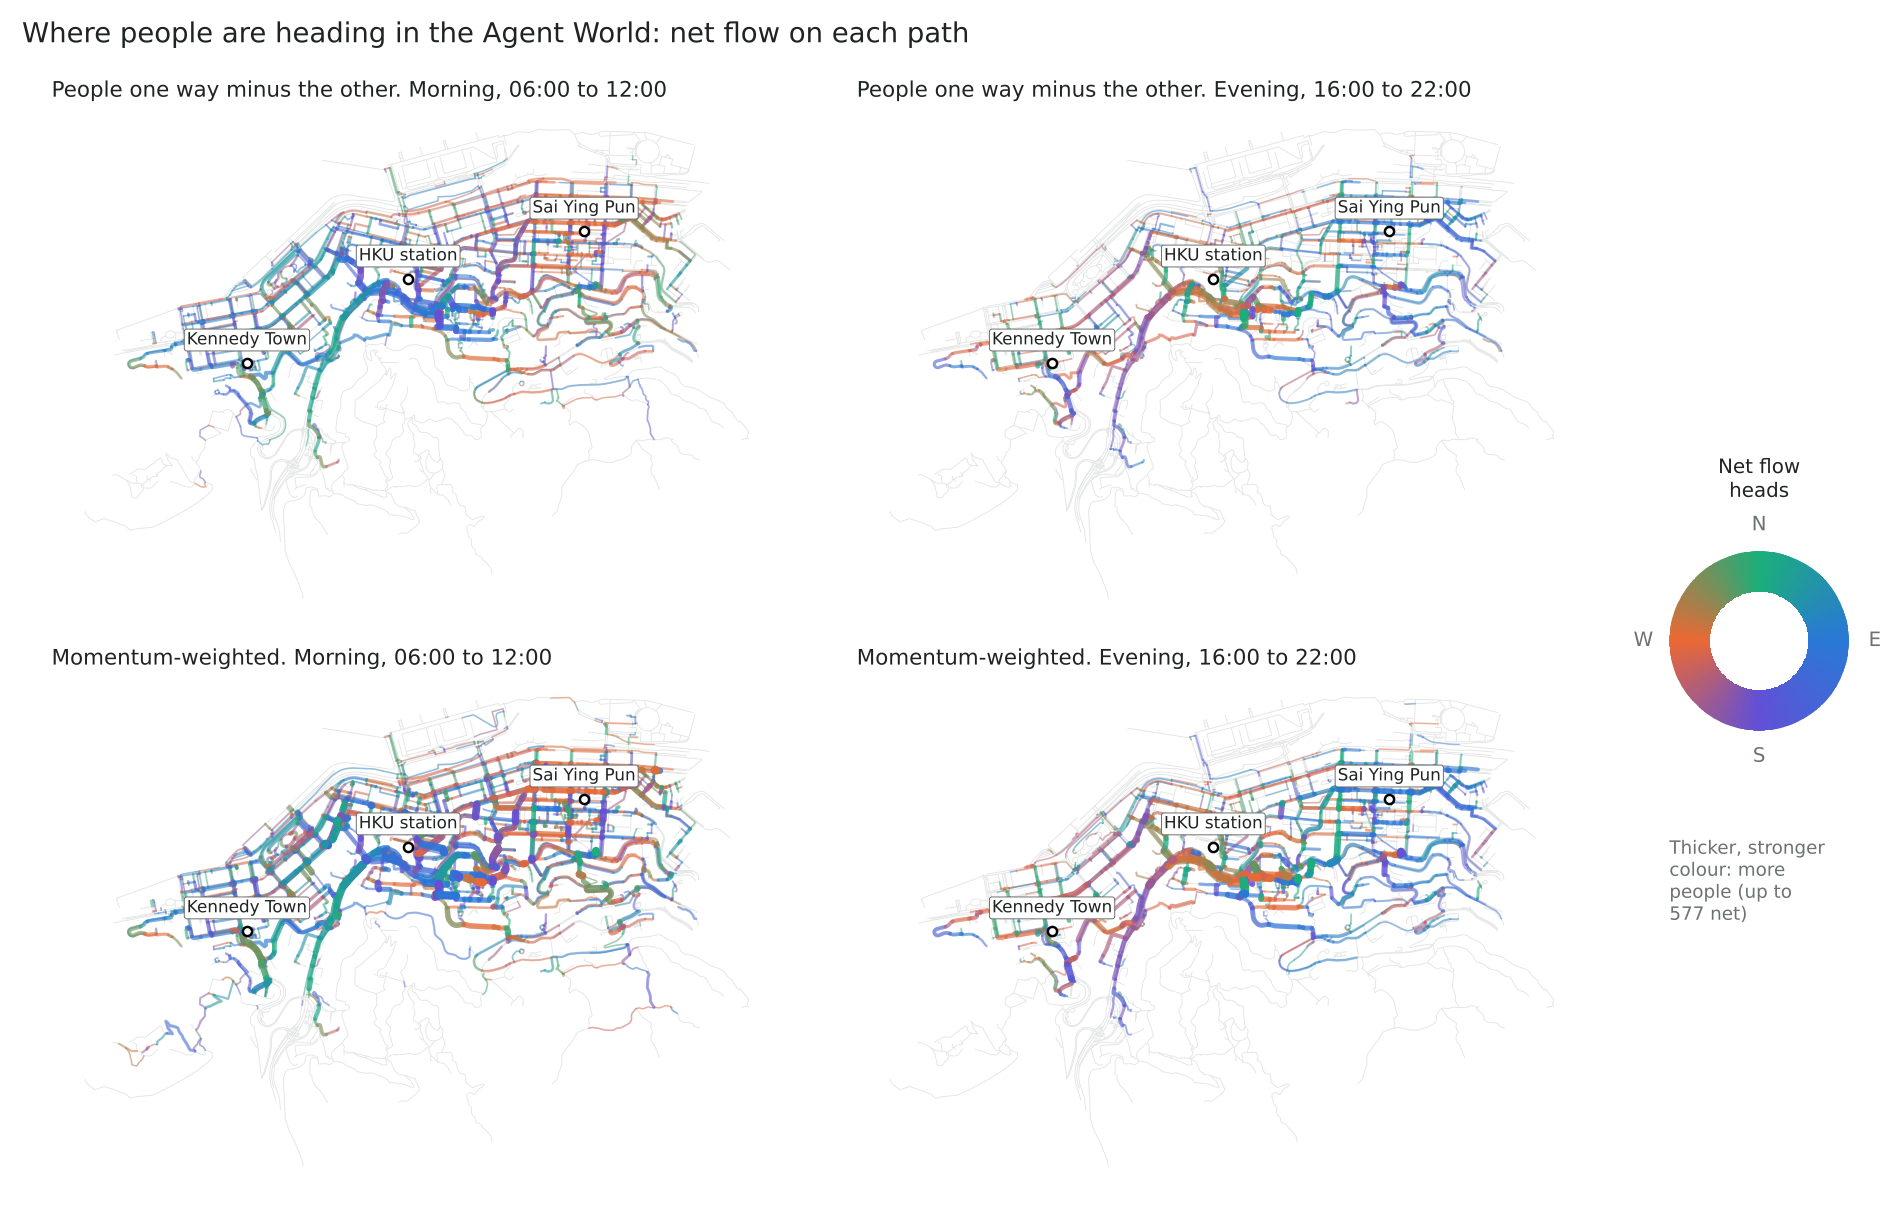 Where people are heading in the Agent World: net flow on each path
People one way minus the other. Morning, 06:00 to 12:00
People one way minus the other. Evening, 16:00 to 22:00
Sai Ying Pun
HKU station
Kennedy Town
Sai Ying Pun
HKU station
Kennedy Town
Net flow
heads
N
W
E
S
Momentum-weighted. Morning, 06:00 to 12:00
Momentum-weighted. Evening, 16:00 to 22:00
Sai Ying Pun
HKU station
Kennedy Town
Sai Ying Pun
HKU station
Kennedy Town
Thicker, stronger
colour: more
people (up to
577 net)